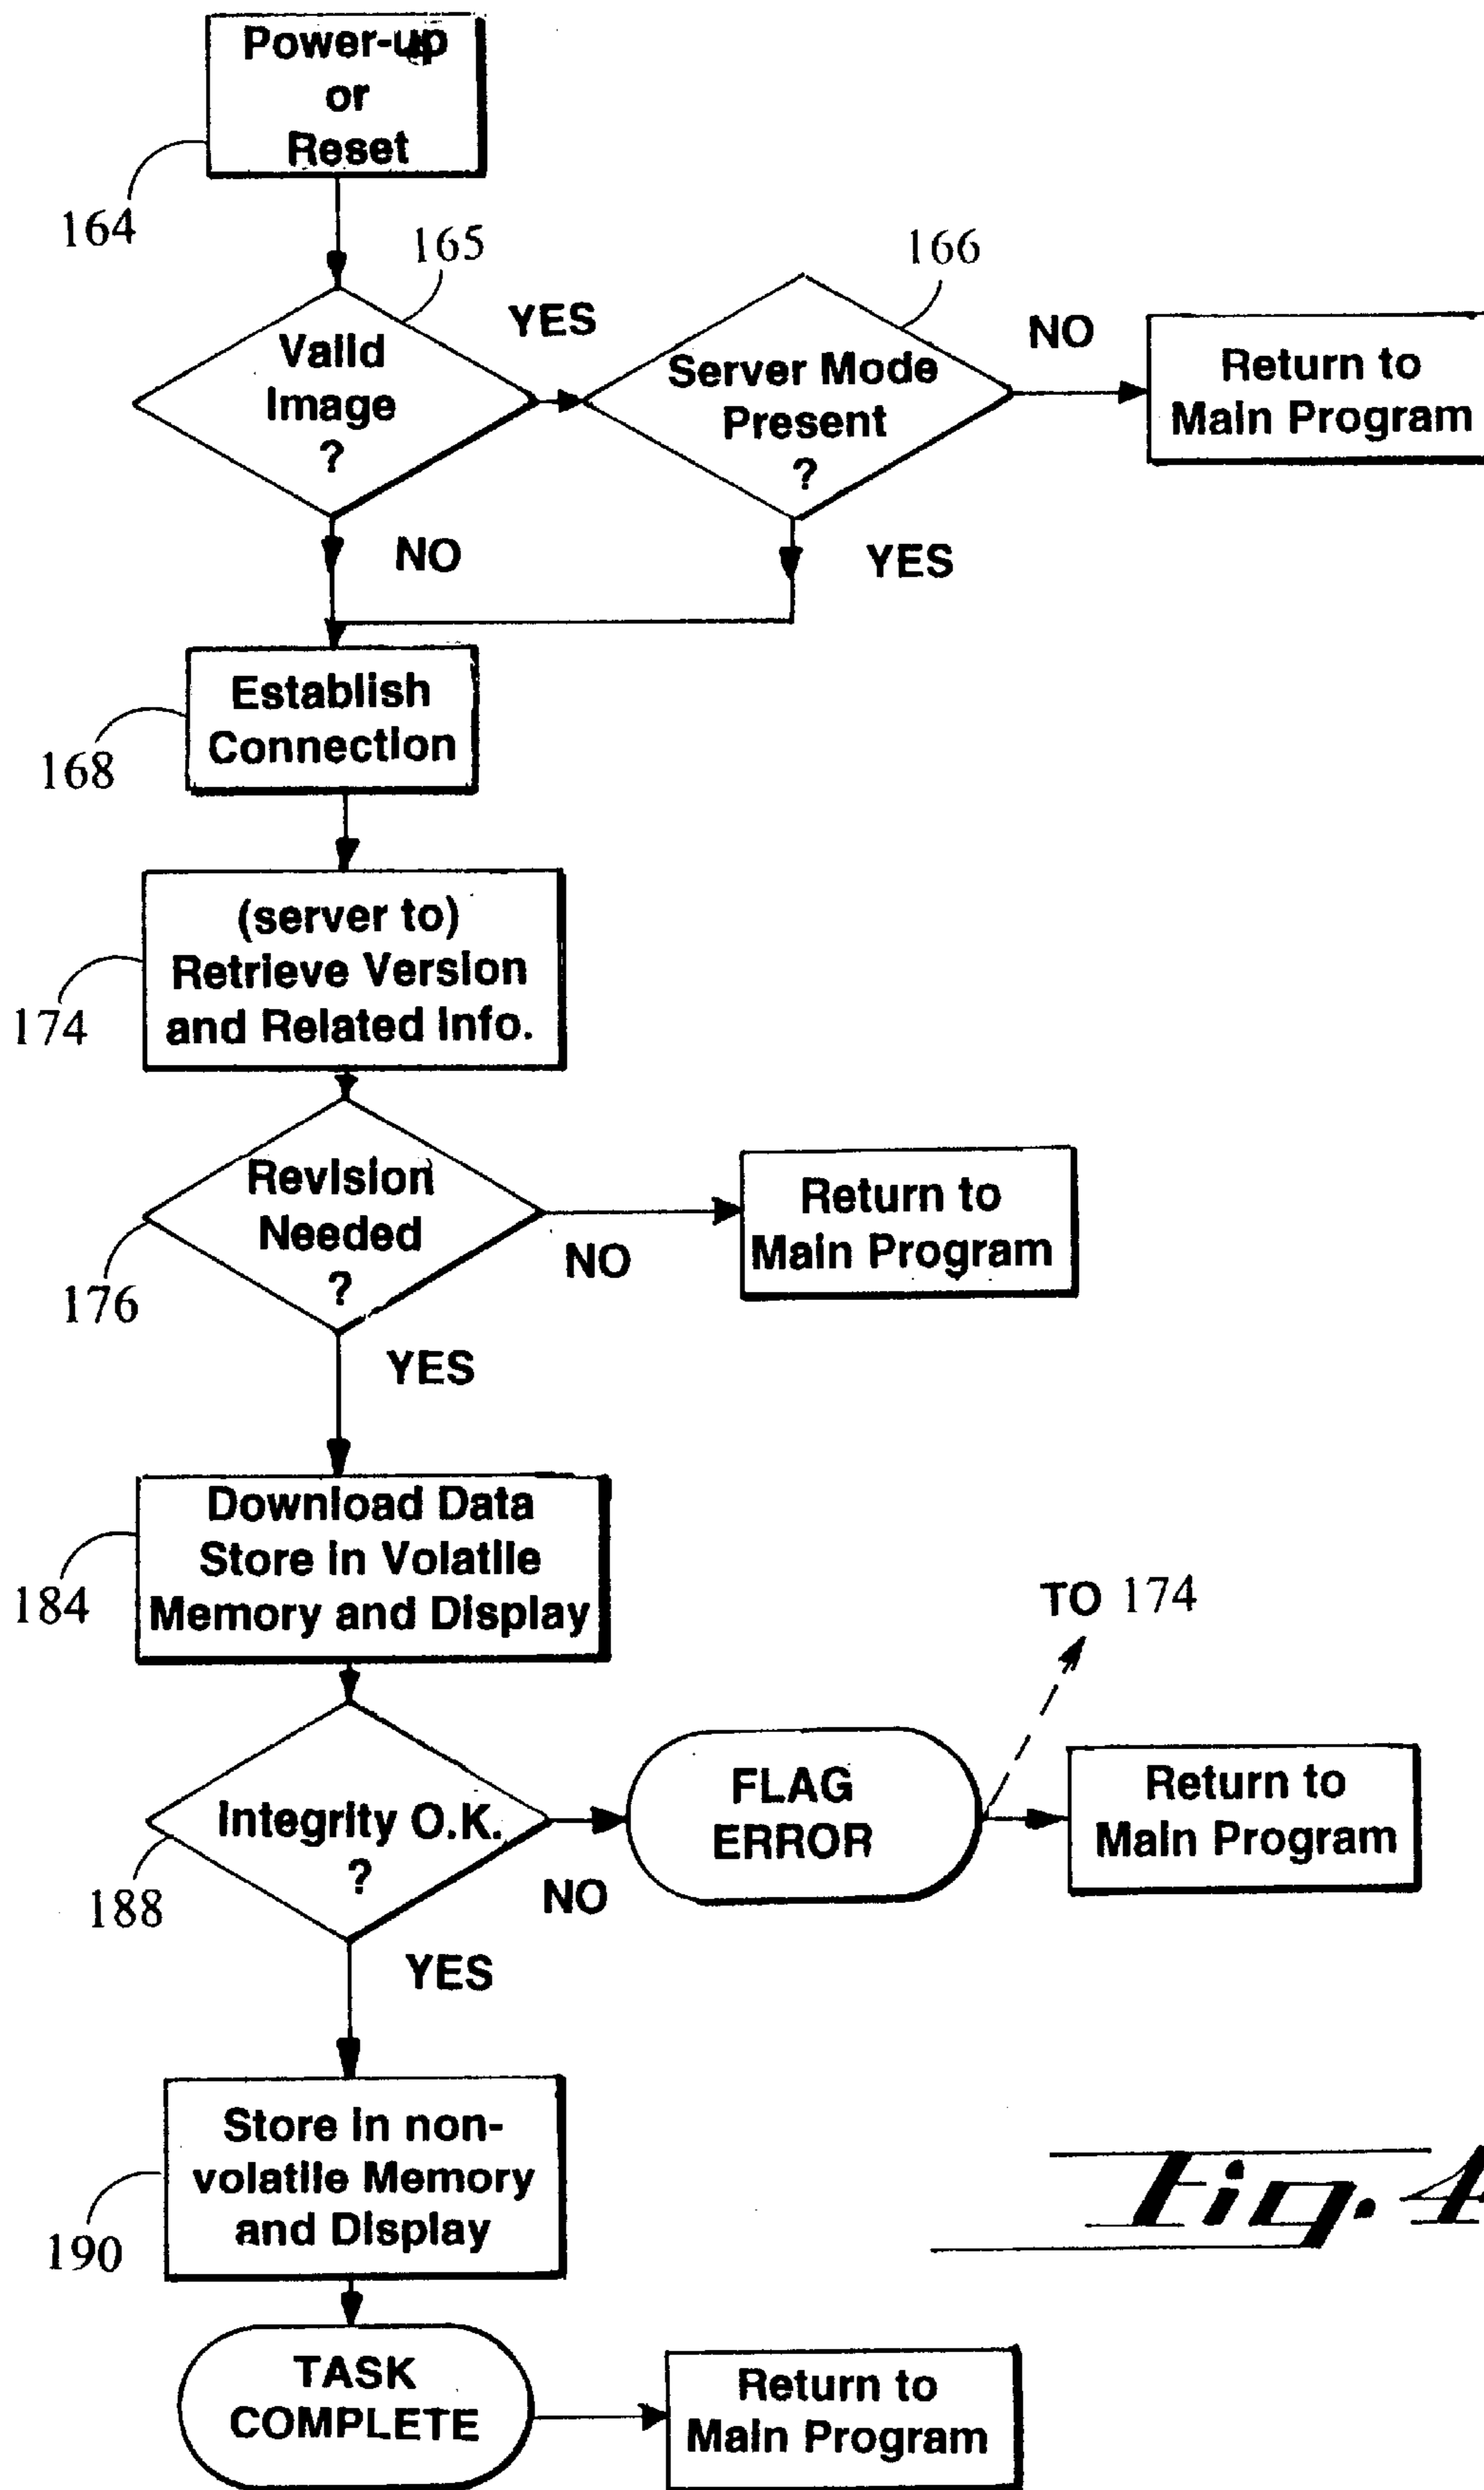 Power-up
or
Reset
164
165
166
Valid
Image
?
YES
Server Mode
Present
?
NO
Return to
Main Program
NO
YES
Establish
Connection
168
(server to)
Retrieve Version
and Related Info.
174
Revision
Needed
?
176
NO
Return to
Main Program
YES
Download Data
Store in Volatile
Memory and Display
184
TO 174
Integrity O.K.
?
188
NO
FLAG
ERROR
Return to
Main Program
YES
Store in non-
volatile Memory
and Display
190
Fig. 4
TASK
COMPLETE
Return to
Main Program